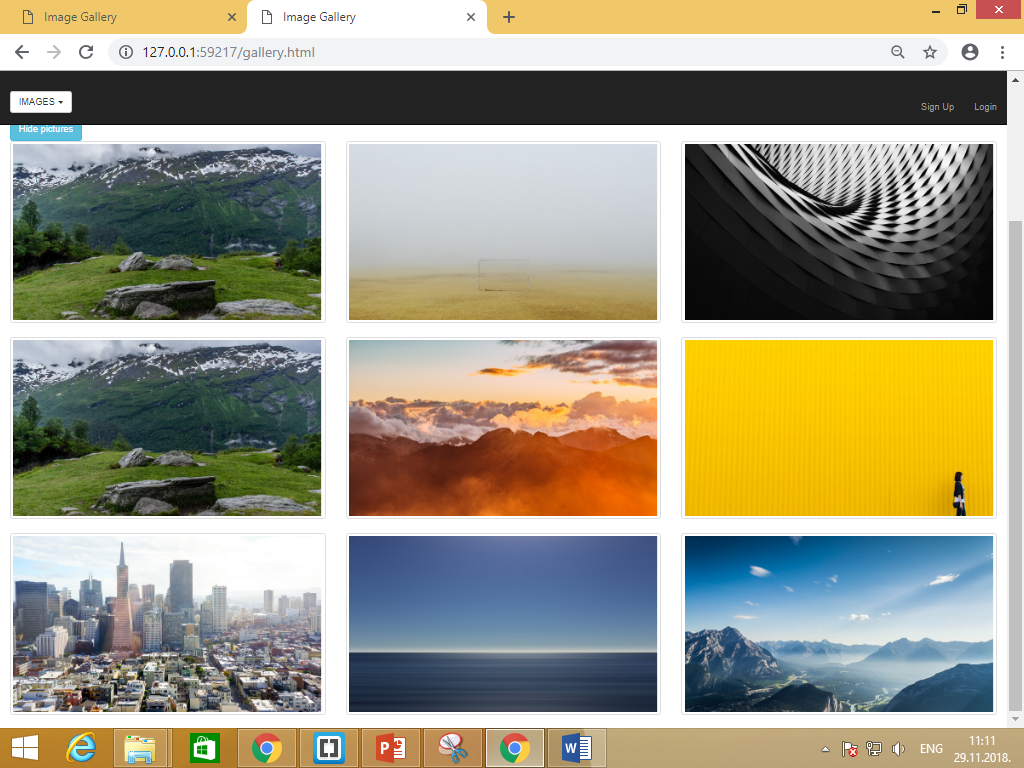 Image Gallery
Image Gallery
127.0.0.1:59217/gallery.html
IMAGES
Sign Up
Login
Hide pictures
ENG
11:11
29.11.2018.